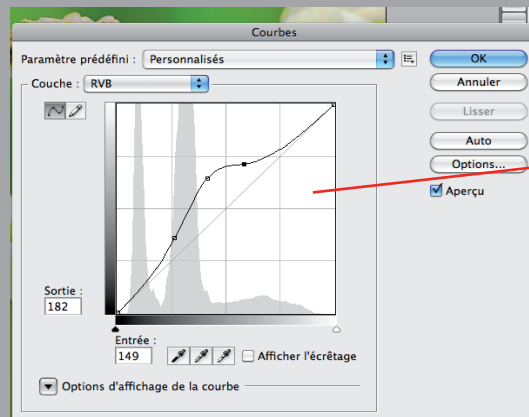 Courbes
Paramètre prédéfini : Personnalisés
OK
Couche : RVB
Annuler
Lisser
Auto
Options...
Aperçu
Sortie :
182
Entrée :
149
Afficher l'écrêtage
Options d'affichage de la courbe